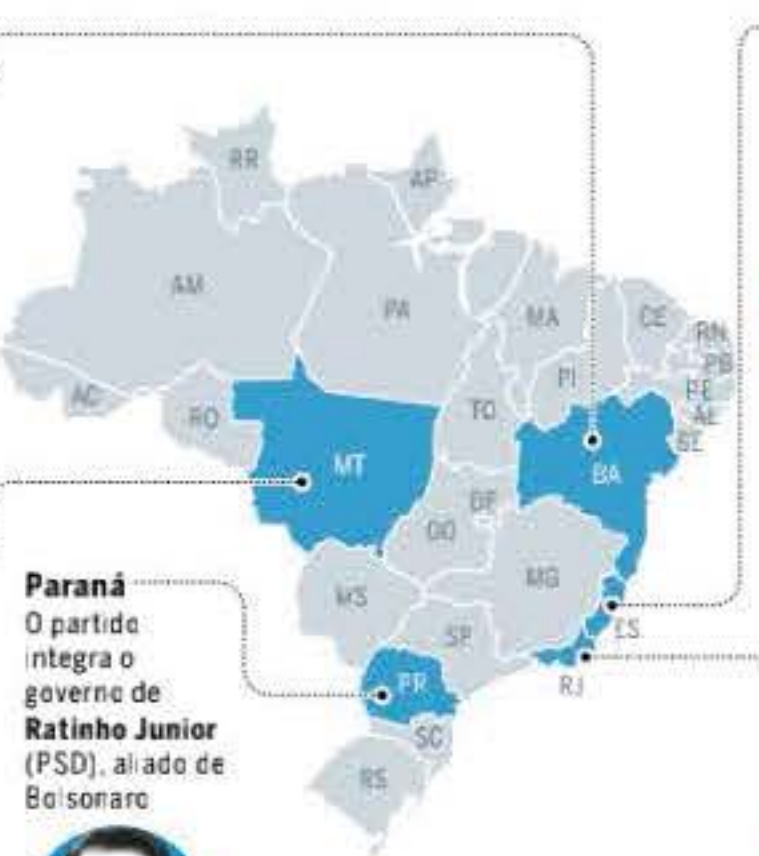 RR
AP
AM
PA
MA
CE
RN
PB
PI
PE
AL
SE
AC
RO
TO
MT
BA
DF
GO
MG
MS
ES
SP
RJ
PR
SC
RS
Paraná
O partido
integra o
governo de
Ratinho Junior
(PSD), aliado de
Bolsonaro